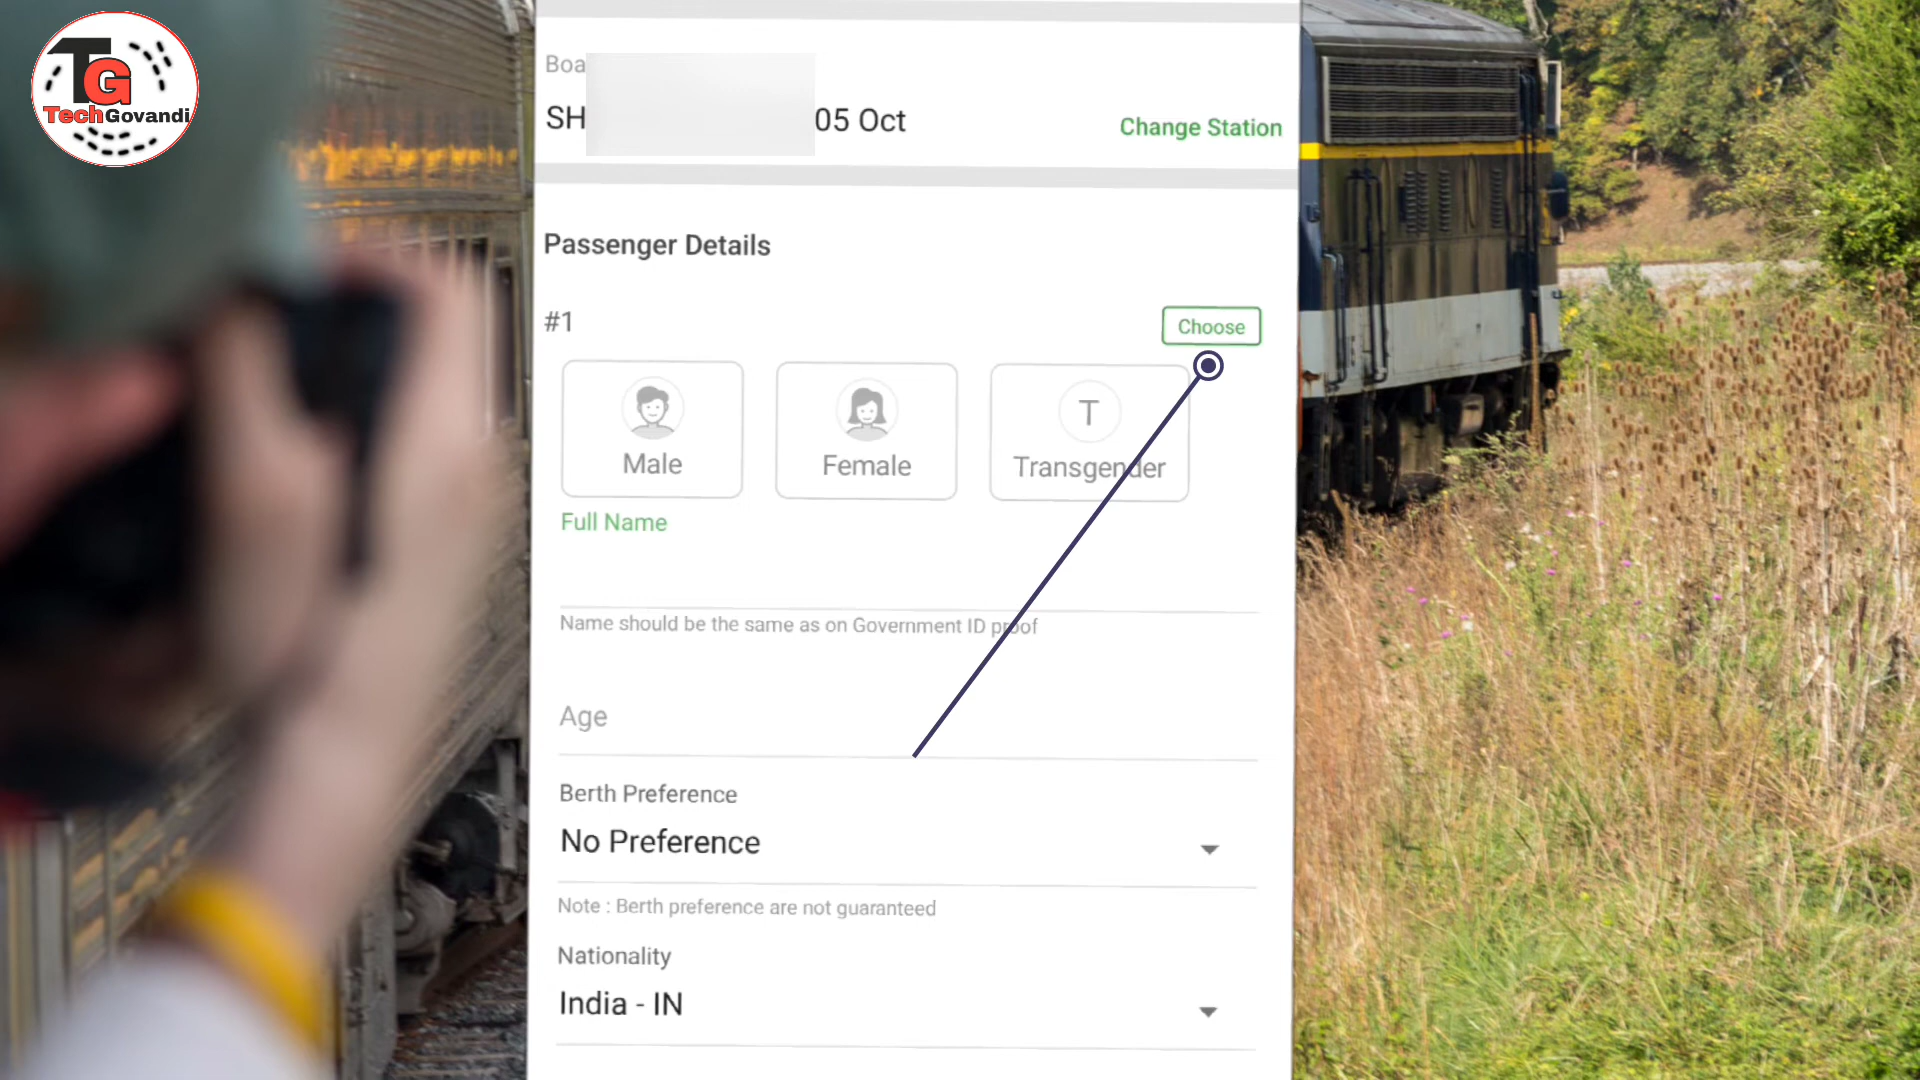 TG
TechGovandi
Boa
SH 05 Oct
Change Station
Passenger Details
#1
Choose
Male
Female
T
Transgender
Full Name
Name should be the same as on Government ID proof
Age
Berth Preference
No Preference
Note : Berth preference are not guaranteed
Nationality
India - IN